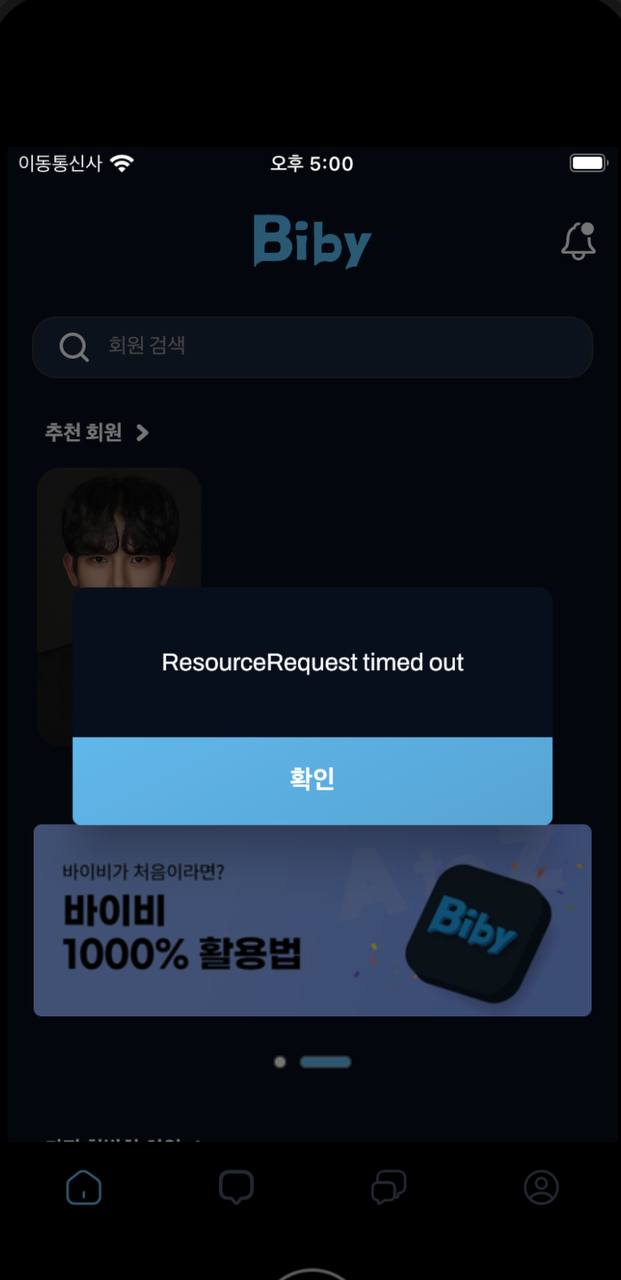 이동통신사
오후 5:00
Biby
회원 검색
추천 회원
ResourceRequest timed out
확인
바이비가 처음이라면?
바이비
1000% 활용법
A to Z
Biby